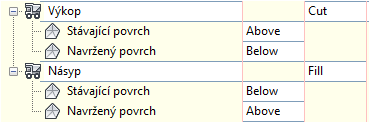 Výkop Cut
Stávající povrch Above
Navržený povrch Below
Násyp Fill
Stávající povrch Below
Navržený povrch Above